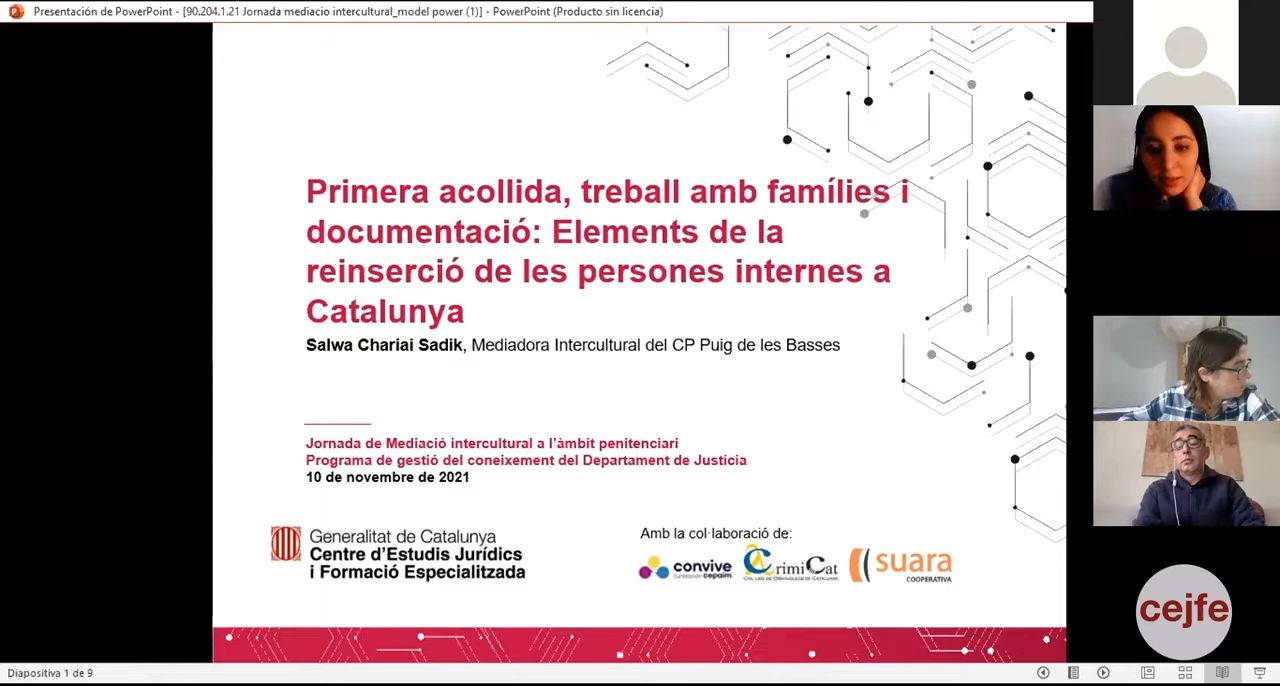 Presentación de PowerPoint - [90.204.1.21 Jornada mediacio intercultural_model power (1)] - PowerPoint (Producto sin licencia)
Primera acollida, treball amb famílies i
documentació: Elements de la
reinserció de les persones internes a
Catalunya
Salwa Chariai Sadik, Mediadora Intercultural del CP Puig de les Basses
Jornada de Mediació intercultural a l'àmbit penitenciari
Programa de gestió del coneixement del Departament de Justícia
10 de novembre de 2021
Generalitat de Catalunya
Centre d'Estudis Jurídics
i Formació Especialitzada
Amb la col·laboració de:
convive
fundación cepaim
CrimiCat
suara
COOPERATIVA
cejfe
Diapositiva 1 de 9